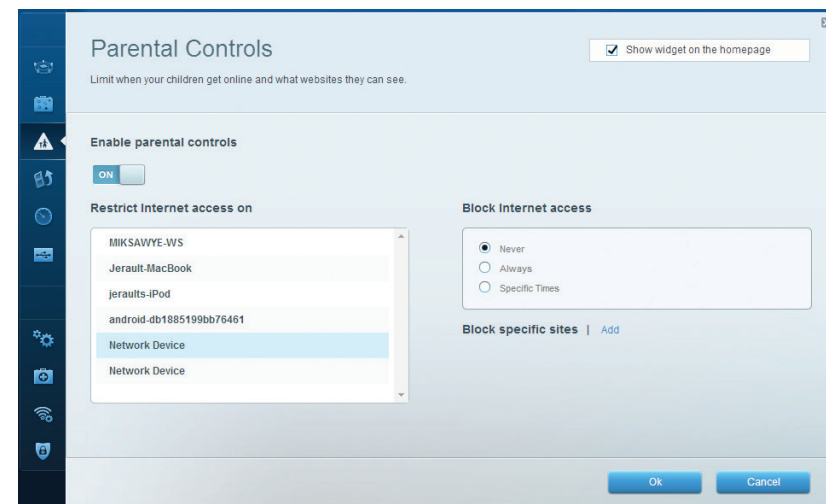 Parental Controls
Show widget on the homepage
Limit when your children get online and what websites they can see.
Enable parental controls
ON
Restrict Internet access on
MIKSAWYE-WS
Jerault-MacBook
jeraults-iPod
android-db1885199bb76461
Network Device
Network Device
Block Internet access
Never
Always
Specific Times
Block specific sites | Add
Ok
Cancel